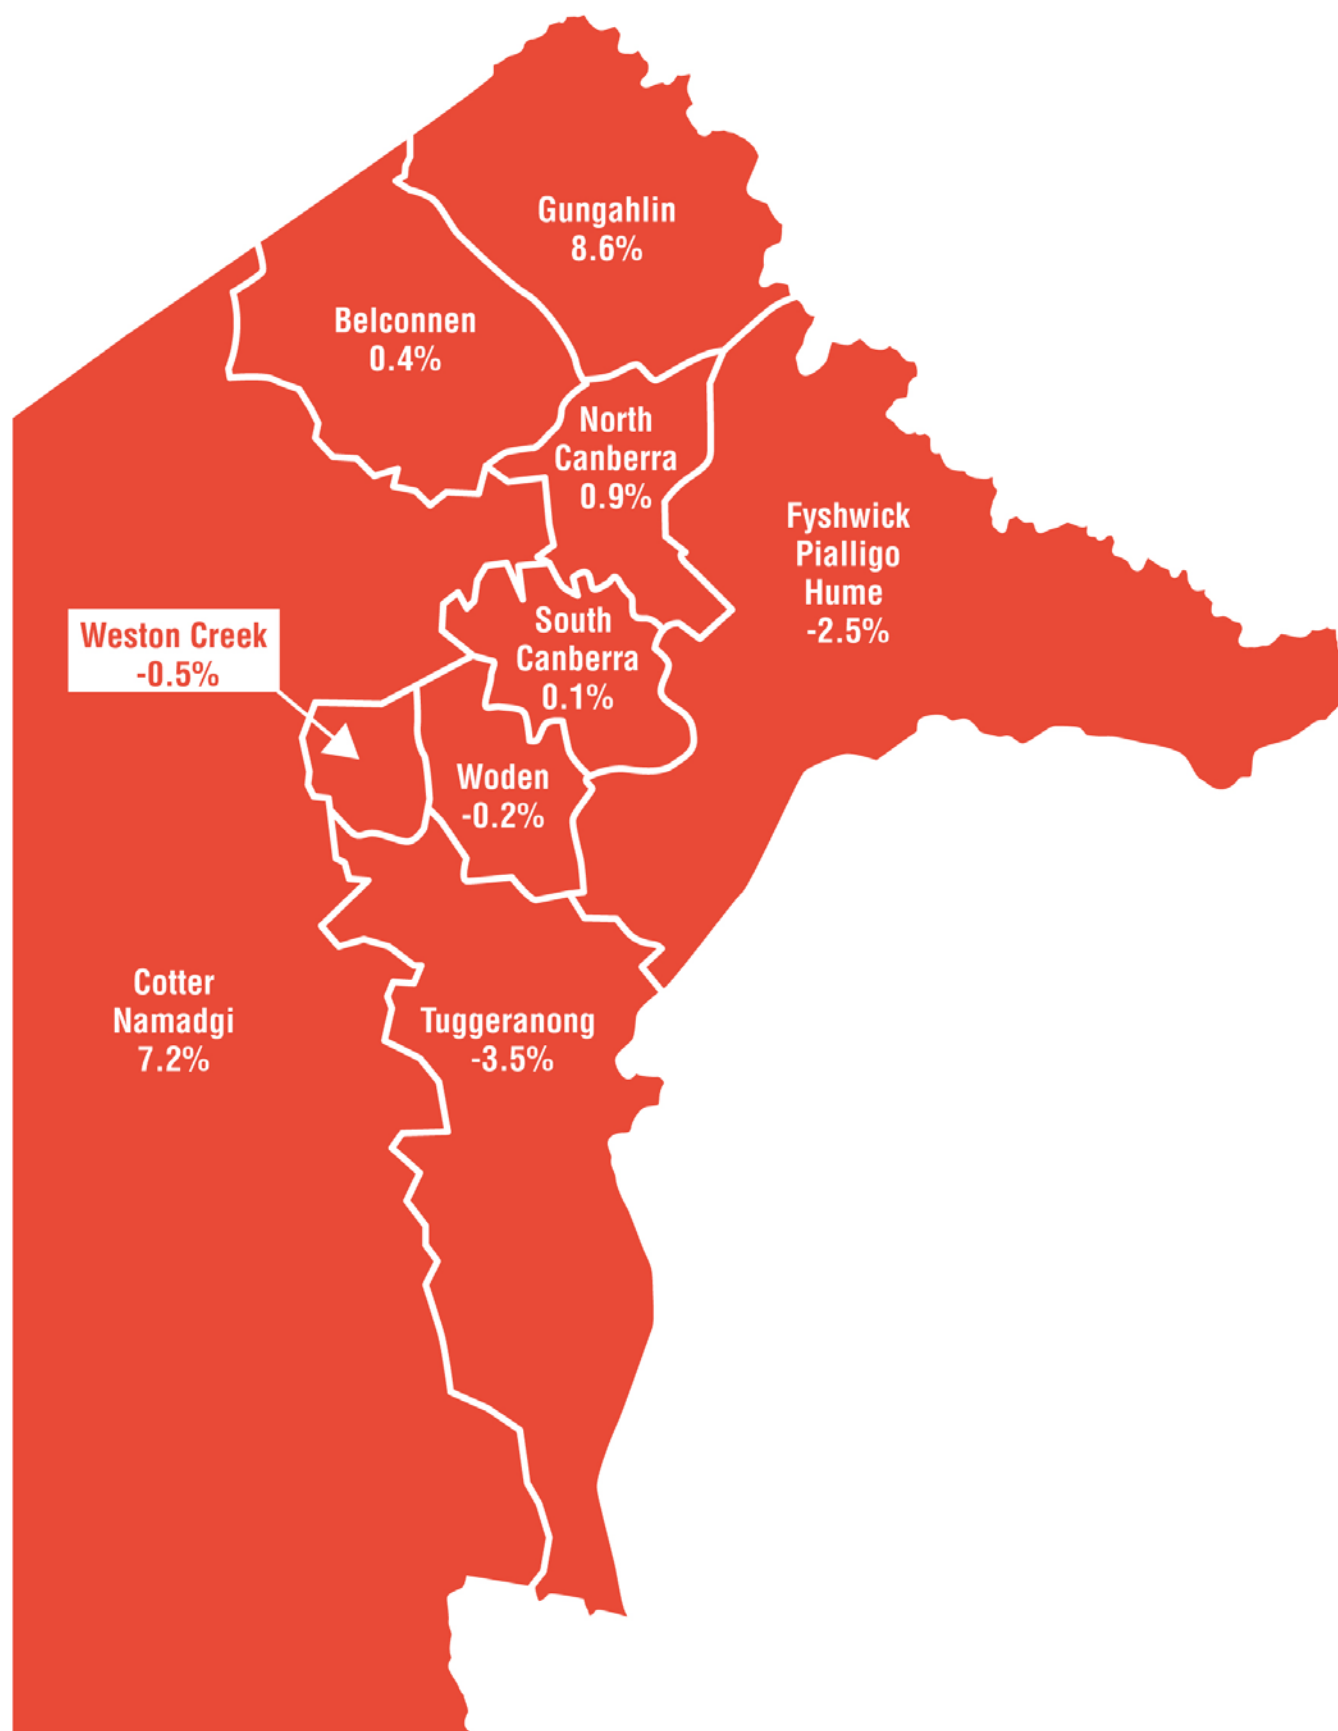 Gungahlin
8.6%
Belconnen
0.4%
North
Canberra
0.9%
Fyshwick
Pialligo
Hume
-2.5%
Weston Creek
-0.5%
South
Canberra
0.1%
Woden
-0.2%
Cotter
Namadgi
7.2%
Tuggeranong
-3.5%